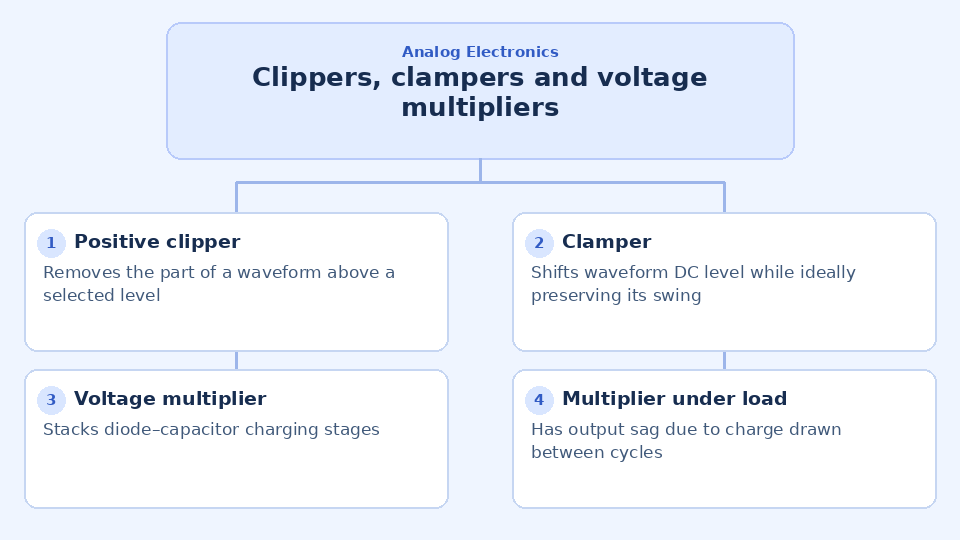 Analog Electronics
Clippers, clampers and voltage
multipliers
1 Positive clipper
Removes the part of a waveform above a
selected level
2 Clamper
Shifts waveform DC level while ideally
preserving its swing
3 Voltage multiplier
Stacks diode–capacitor charging stages
4 Multiplier under load
Has output sag due to charge drawn
between cycles